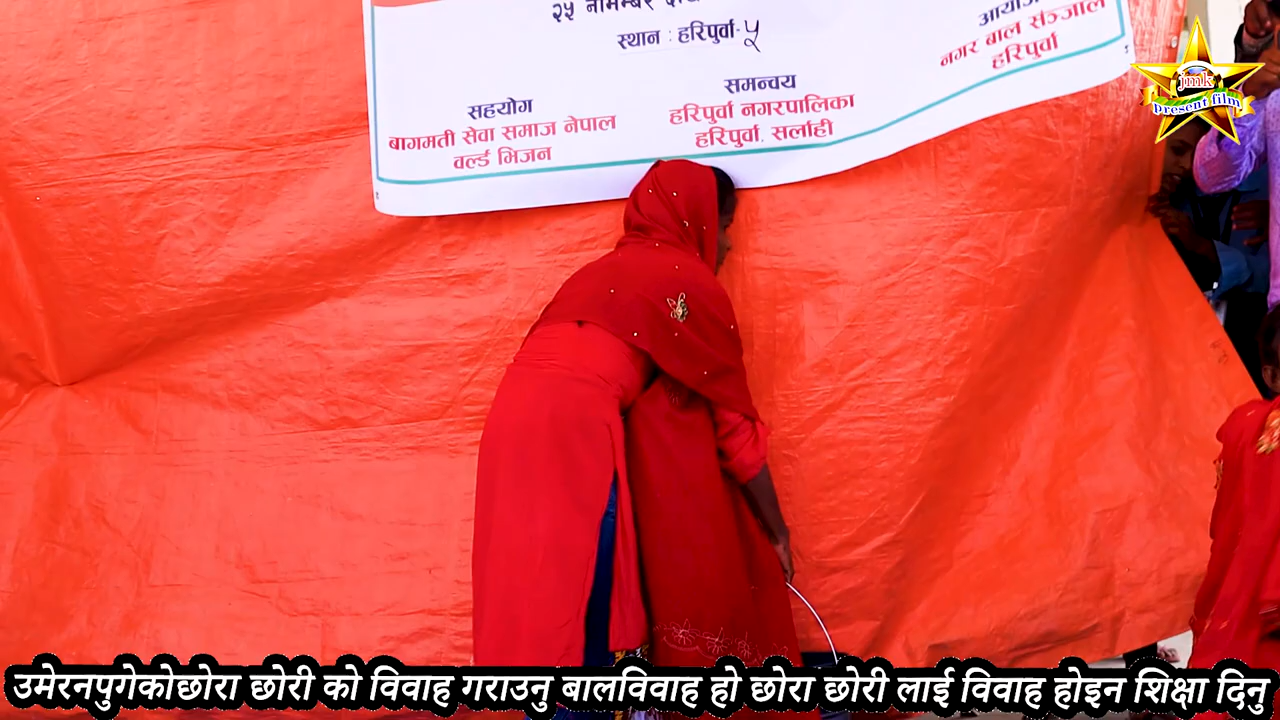 २५ नोभेम्बर
स्थान : हरिपुर्वा-५
नगर बाल सञ्जाल
हरिपुर्वा
समन्वय
हरिपुर्वा नगरपालिका
हरिपुर्वा, सर्लाही
सहयोग
बागमती सेवा समाज नेपाल
वर्ल्ड भिजन
jmk
present film
उमेरनपुगेकोछोरा छोरी को विवाह गराउनु बालविवाह हो छोरा छोरी लाई विवाह होइन शिक्षा दिनु